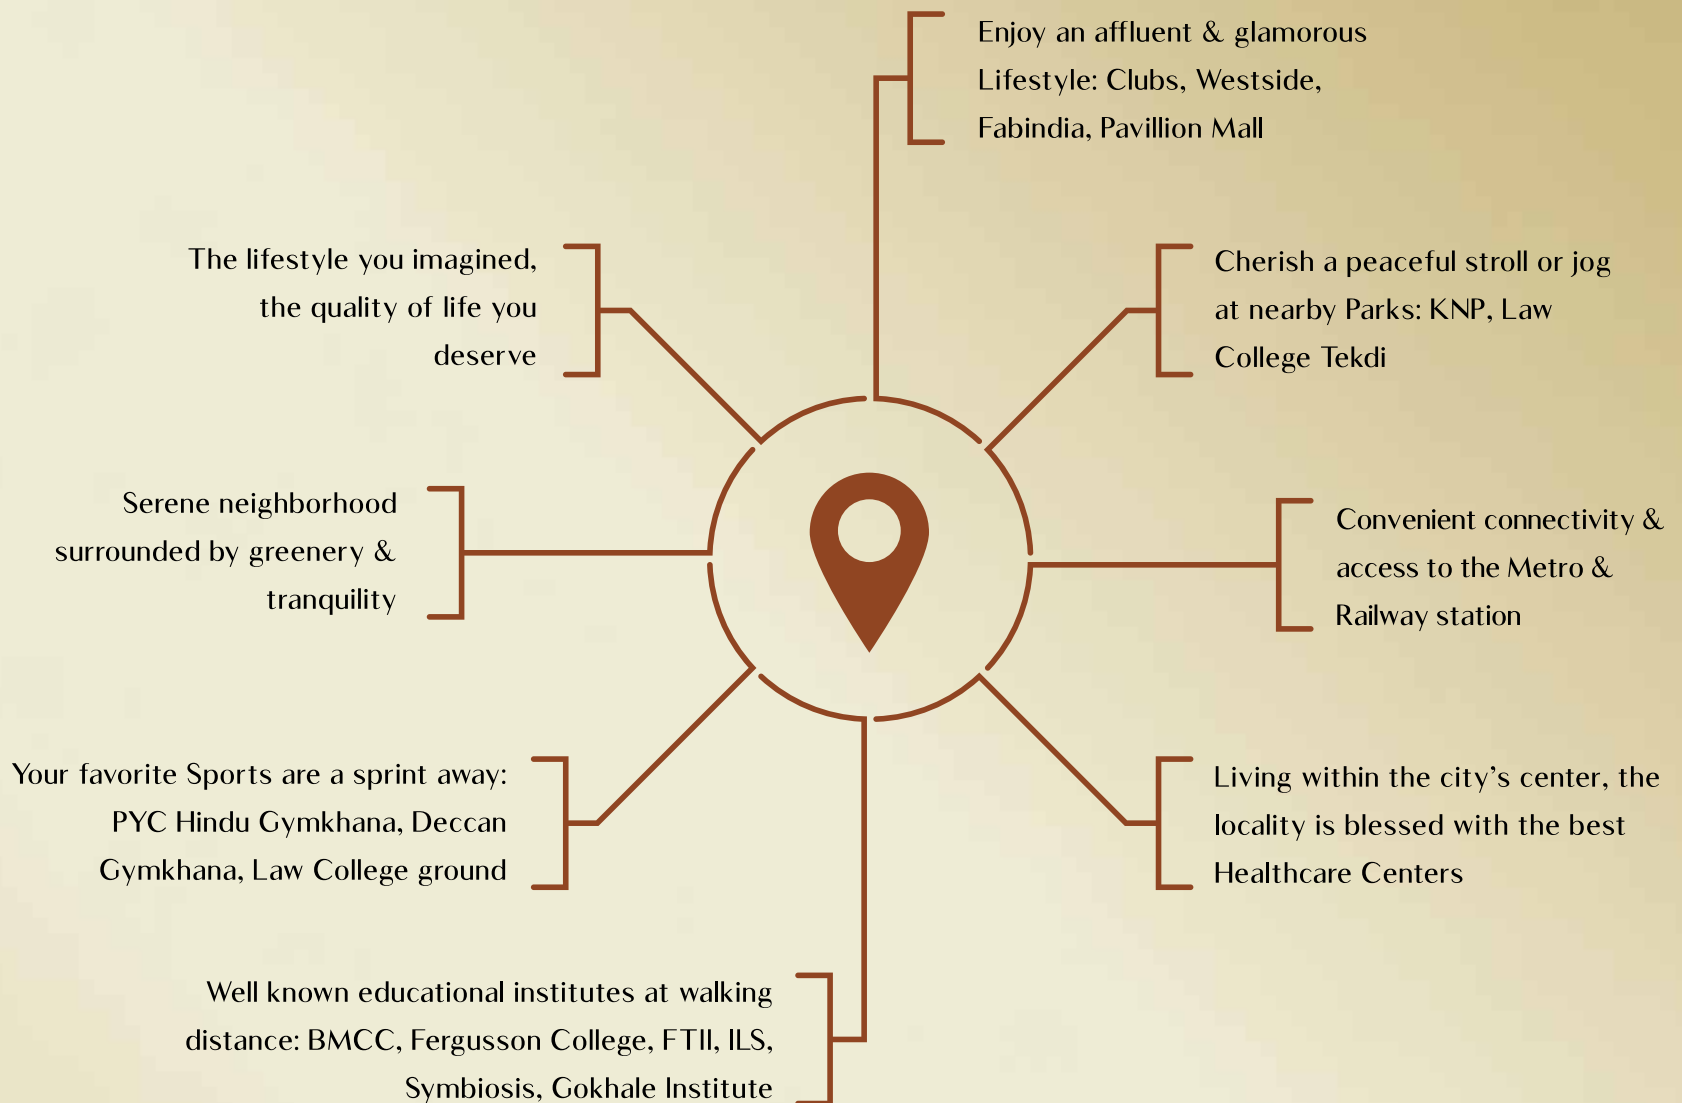 Enjoy an affluent & glamorous
Lifestyle: Clubs, Westside,
Fabindia, Pavillion Mall
The lifestyle you imagined,
the quality of life you
deserve
Cherish a peaceful stroll or jog
at nearby Parks: KNP, Law
College Tekdi
Serene neighborhood
surrounded by greenery &
tranquility
Convenient connectivity &
access to the Metro &
Railway station
Your favorite Sports are a sprint away:
PYC Hindu Gymkhana, Deccan
Gymkhana, Law College ground
Living within the city’s center, the
locality is blessed with the best
Healthcare Centers
Well known educational institutes at walking
distance: BMCC, Fergusson College, FTII, ILS,
Symbiosis, Gokhale Institute